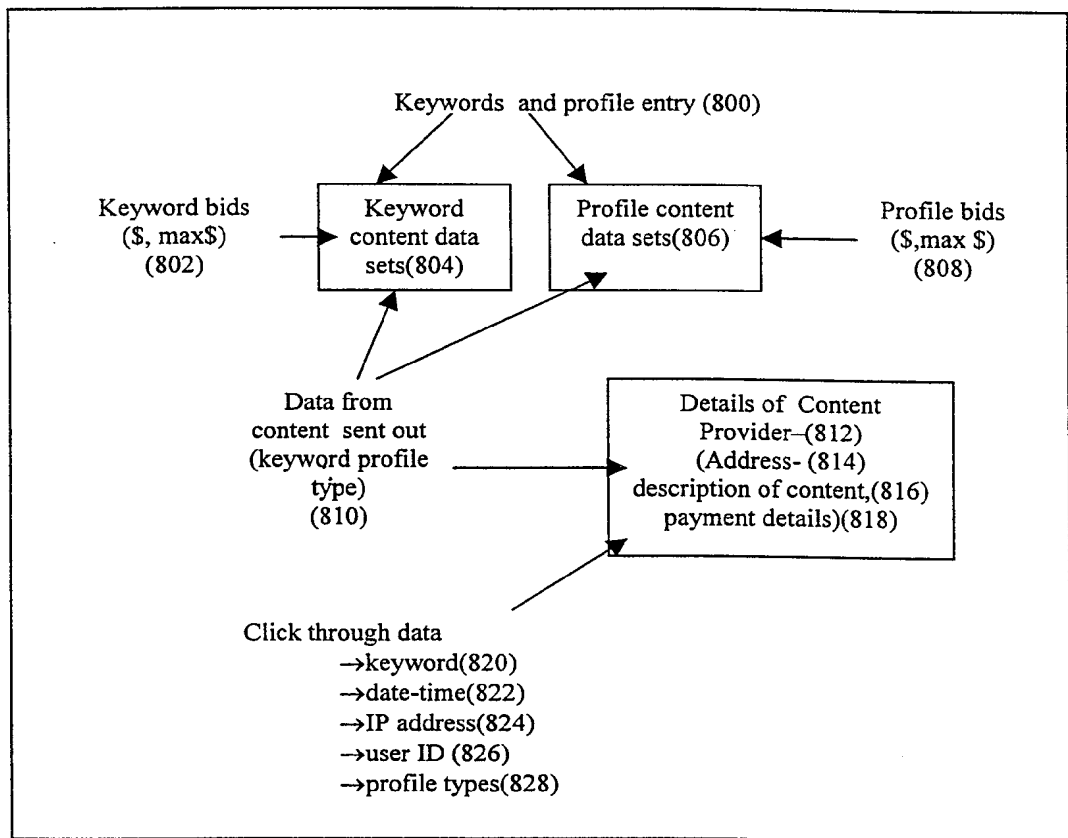 Keywords and profile entry (800)
Keyword bids
($, max$)
(802)
Keyword
content data
sets(804)
Profile content
data sets(806)
Profile bids
($,max $)
(808)
Data from
content sent out
(keyword profile
type)
(810)
Details of Content
Provider–(812)
(Address- (814)
description of content,(816)
payment details)(818)
Click through data
→keyword(820)
→date-time(822)
→IP address(824)
→user ID (826)
→profile types(828)